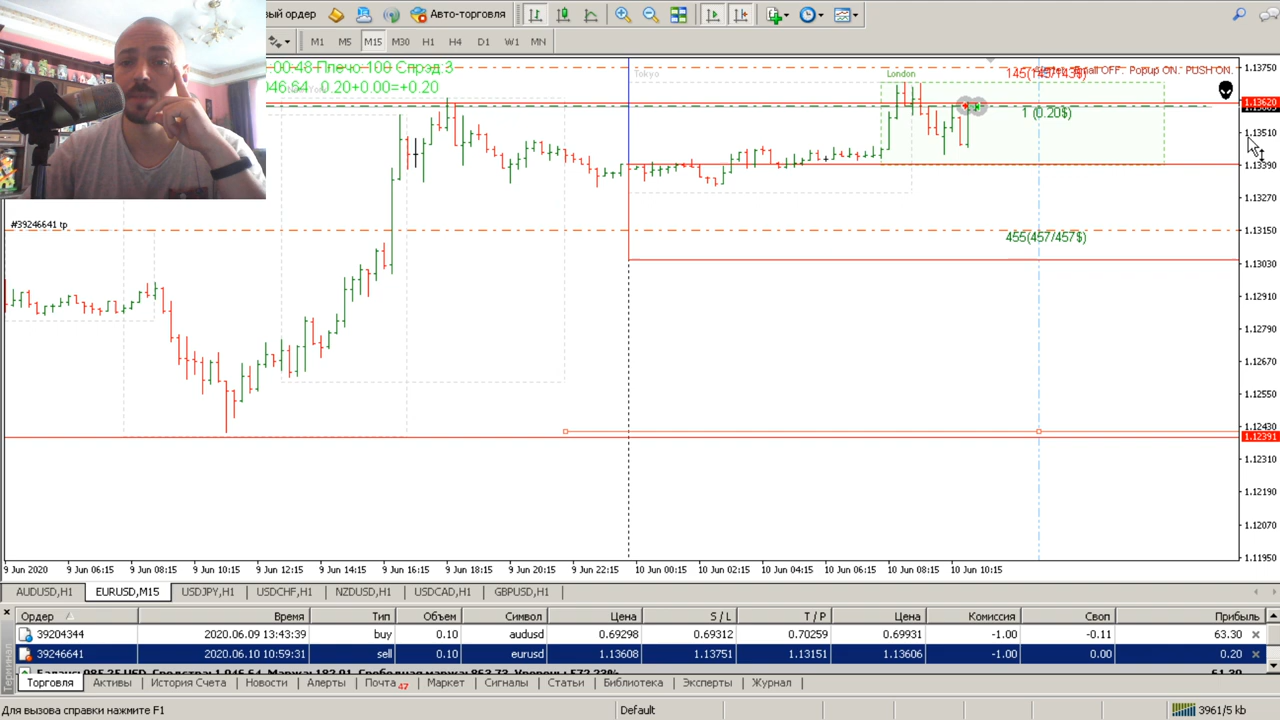 ый ордер Авто-торговля
M1 M5 M15 M30 H1 H4 D1 W1 MN
:00:48 Плечо:100 Спрэд:3
0.20+0.00=+0.20
Tokyo
London
Popup ON. PUSH ON.
1 (0.20$)
#39246641 tp
455(457/457$)
1.13750
1.13620
1.13510
1.13390
1.13270
1.13150
1.13030
1.12910
1.12790
1.12670
1.12550
1.12430
1.12391
1.12310
1.12190
1.12070
1.11950
9 Jun 2020 9 Jun 06:15 9 Jun 08:15 9 Jun 10:15 9 Jun 12:15 9 Jun 14:15 9 Jun 16:15 9 Jun 18:15 9 Jun 20:15 9 Jun 22:15 10 Jun 00:15 10 Jun 02:15 10 Jun 04:15 10 Jun 06:15 10 Jun 08:15 10 Jun 10:15
AUDUSD,H1 EURUSD,M15 USDJPY,H1 USDCHF,H1 NZDUSD,H1 USDCAD,H1 GBPUSD,H1
Ордер Время Тип Объем Символ Цена S / L T / P Цена Комиссия Своп Прибыль
39204344 2020.06.09 13:43:39 buy 0.10 audusd 0.69298 0.69312 0.70259 0.69931 -1.00 -0.11 63.30
39246641 2020.06.10 10:59:31 sell 0.10 eurusd 1.13608 1.13751 1.13151 1.13606 -1.00 0.00 0.20
Терминал
Торговля Активы История Счета Новости Алерты Почта 47 Маркет Сигналы Статьи Библиотека Эксперты Журнал
Для вызова справки нажмите F1 Default 3961/5 kb